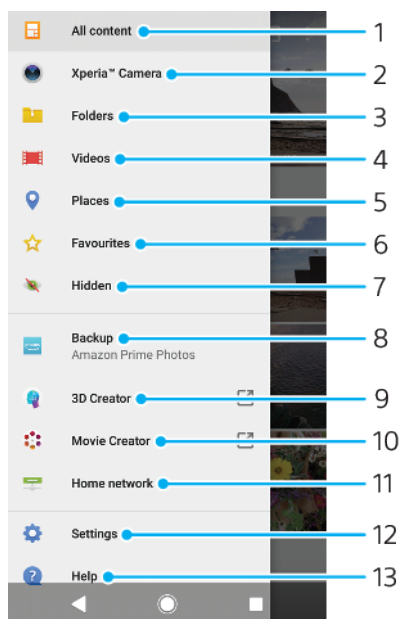 All content 1
Xperia™ Camera 2
Folders 3
Videos 4
Places 5
Favourites 6
Hidden 7
Backup 8
Amazon Prime Photos
3D Creator 9
Movie Creator 10
Home network 11
Settings 12
Help 13